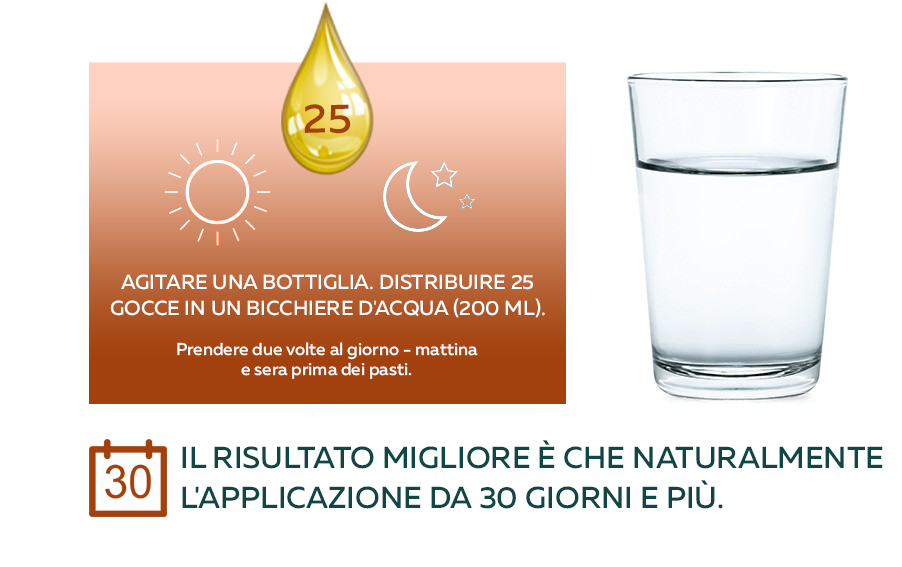 25
AGITARE UNA BOTTIGLIA. DISTRIBUIRE 25
GOCCE IN UN BICCHIERE D'ACQUA (200 ML).
Prendere due volte al giorno - mattina
e sera prima dei pasti.
30
IL RISULTATO MIGLIORE È CHE NATURALMENTE
L'APPLICAZIONE DA 30 GIORNI E PIÙ.